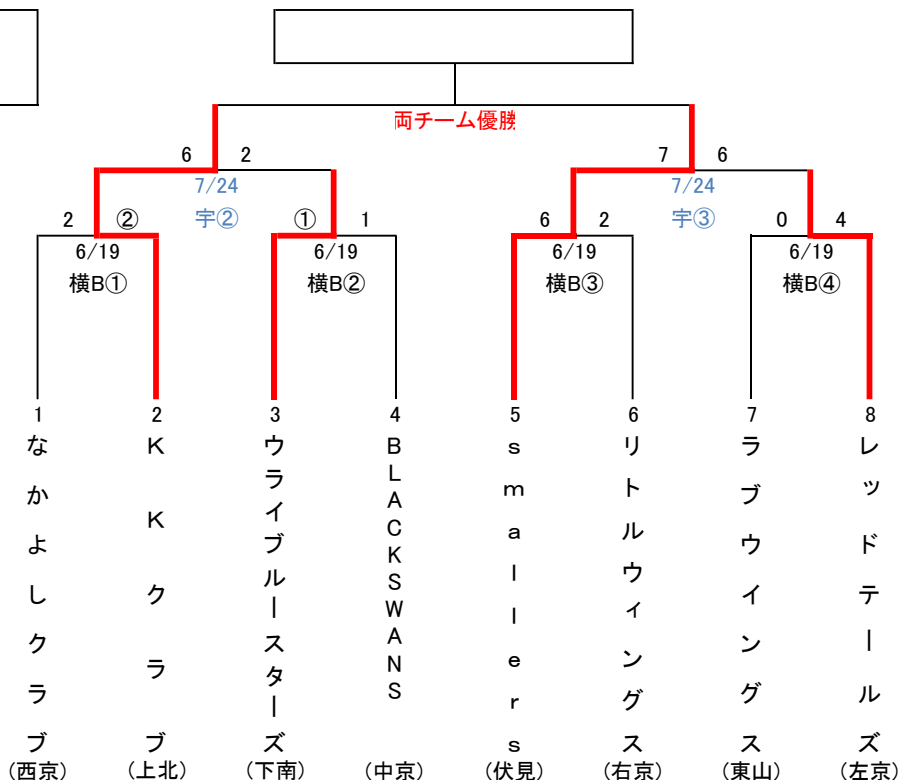 両チーム優勝
6 2
7 6
7/24
7/24
宇②
宇③
2 ②
① 1
6 2
0 4
6/19
6/19
6/19
6/19
横B①
横B②
横B③
横B④
1 2 3 4 5 6 7 8
なかよしクラブ
KKクラブ
ウライブルースターズ
BLACKSWANS
smallers
リトルウィングス
ラブウイングス
レッドテールズ
(西京)
(上北)
(下南)
(中京)
(伏見)
(右京)
(東山)
(左京)